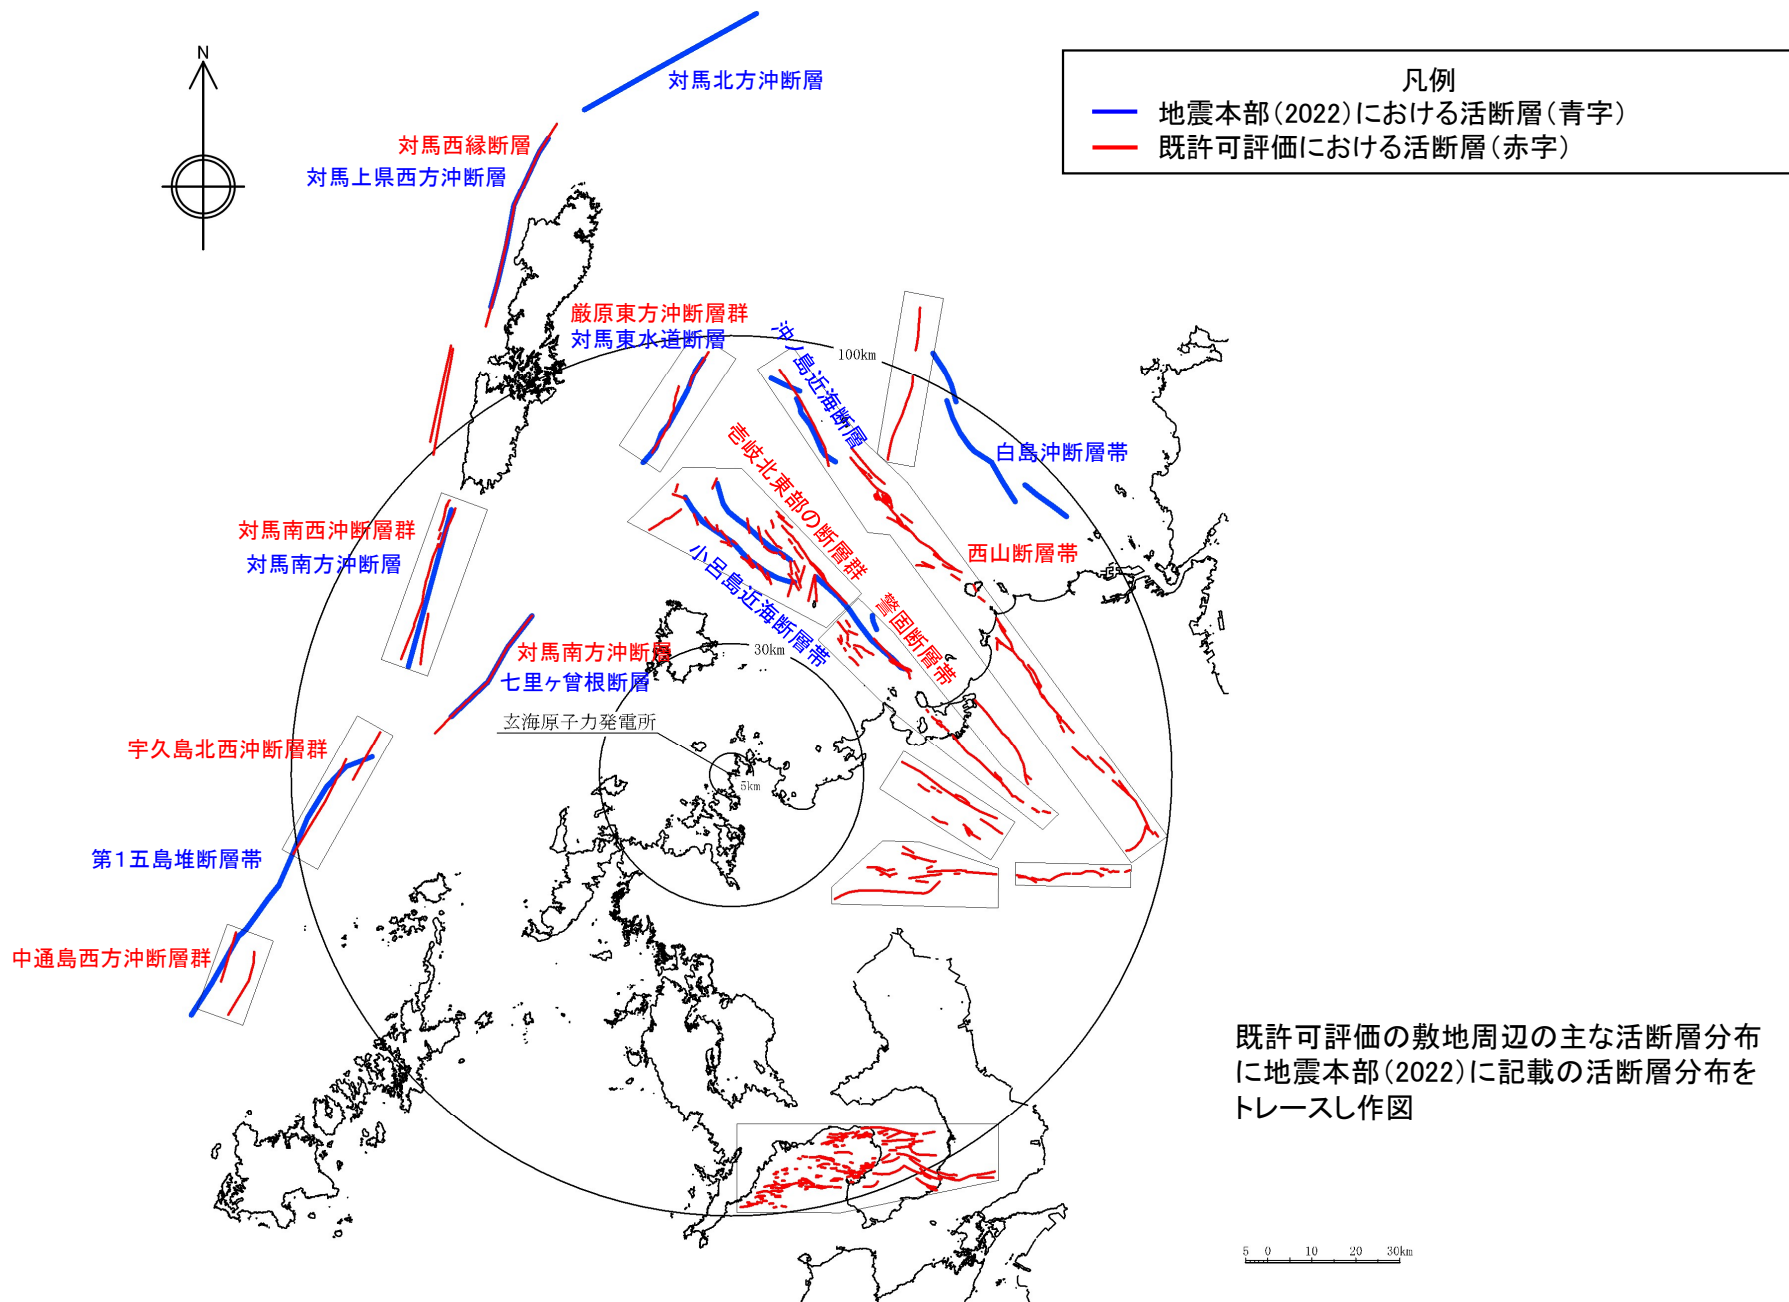 N
対馬北方沖断層
凡例
地震本部(2022)における活断層(青字)
既許可評価における活断層(赤字)
対馬西縁断層
対馬上県西方沖断層
厳原東方沖断層群
対馬東水道断層
沖ノ島近海断層
100km
白島沖断層帯
壱岐北東部の断層群
対馬南西沖断層群
対馬南方沖断層
小呂島近海断層帯
西山断層帯
警固断層帯
対馬南方沖断層
30km
七里ヶ曾根断層
玄海原子力発電所
5km
宇久島北西沖断層群
第1五島堆断層帯
中通島西方沖断層群
既許可評価の敷地周辺の主な活断層分布
に地震本部(2022)に記載の活断層分布を
トレースし作図
5 0 10 20 30km